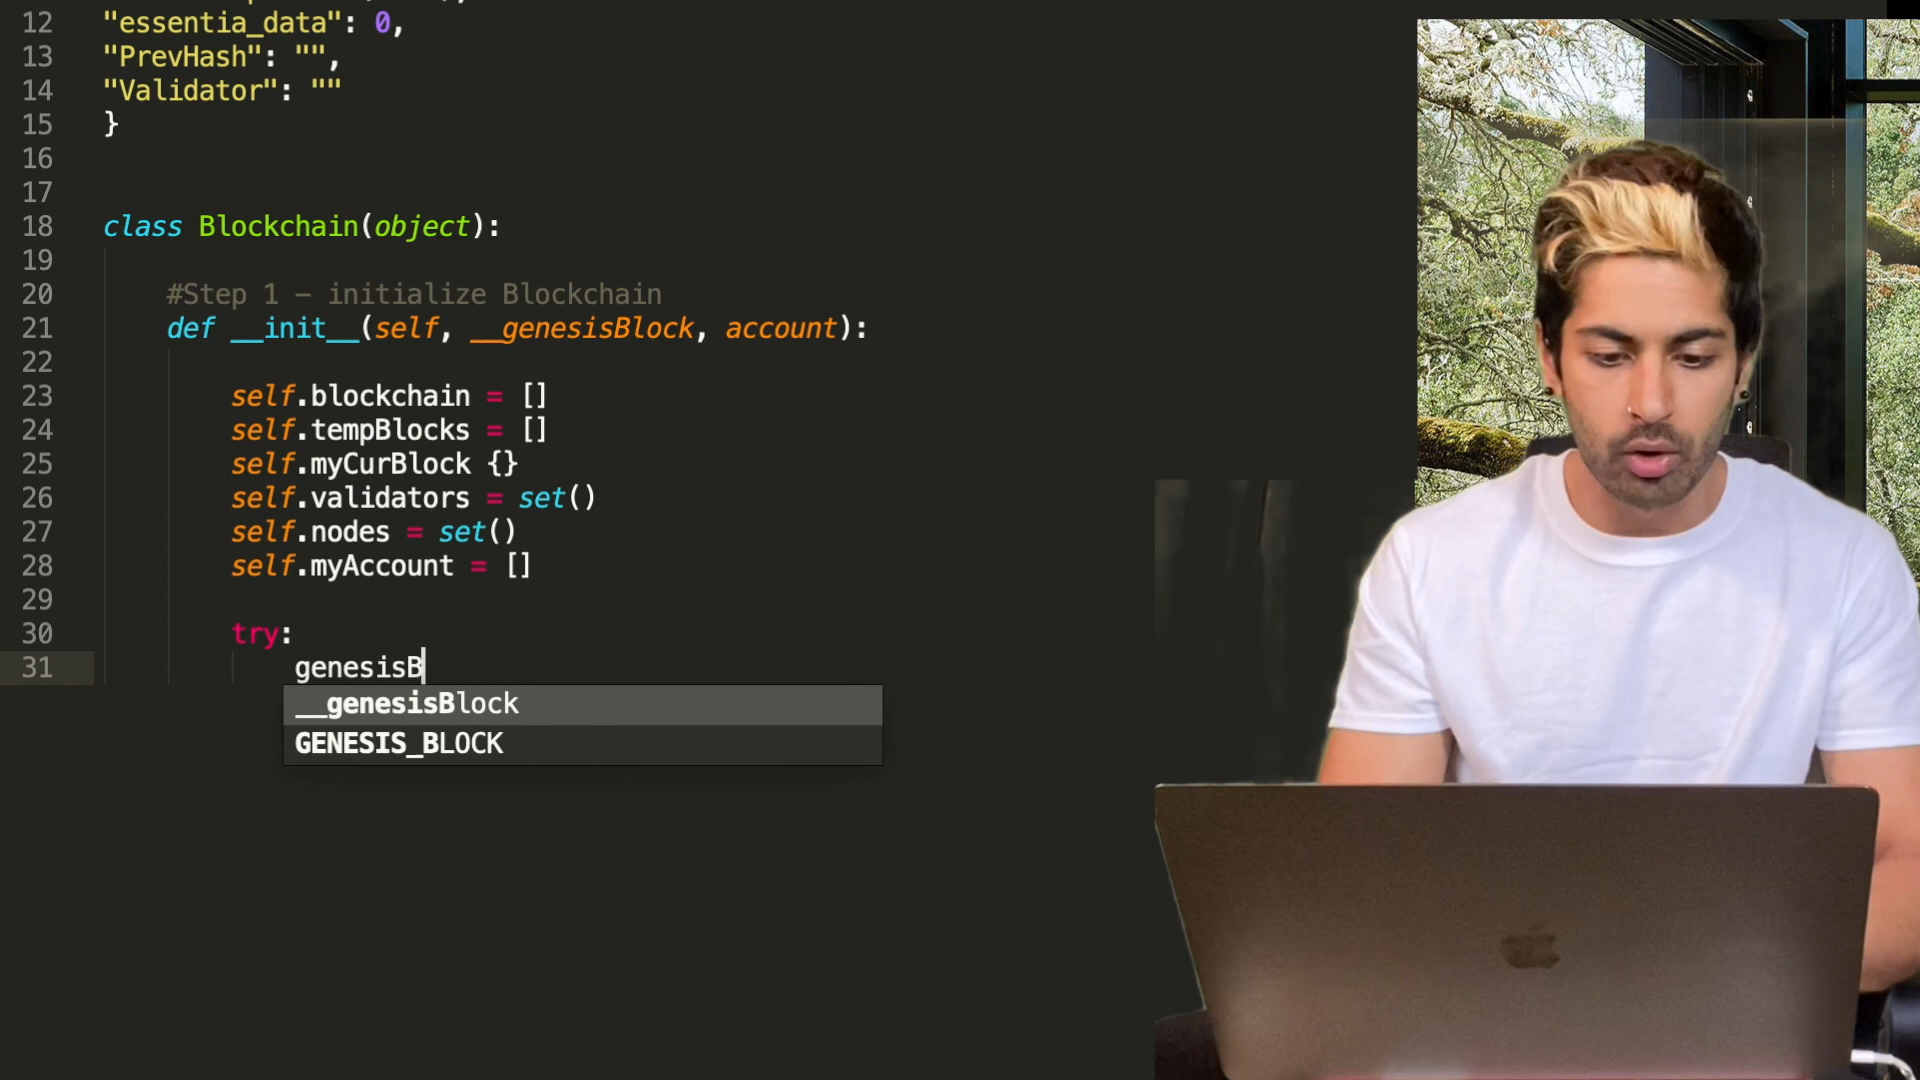 12 "essentia_data": 0,
13 "PrevHash": "",
14 "Validator": ""
15 }
16
17
18 class Blockchain(object):
19
20 #Step 1 – initialize Blockchain
21 def __init__(self, __genesisBlock, account):
22
23 self.blockchain = []
24 self.tempBlocks = []
25 self.myCurBlock {}
26 self.validators = set()
27 self.nodes = set()
28 self.myAccount = []
29
30 try:
31 genesisB
__genesisBlock
GENESIS_BLOCK